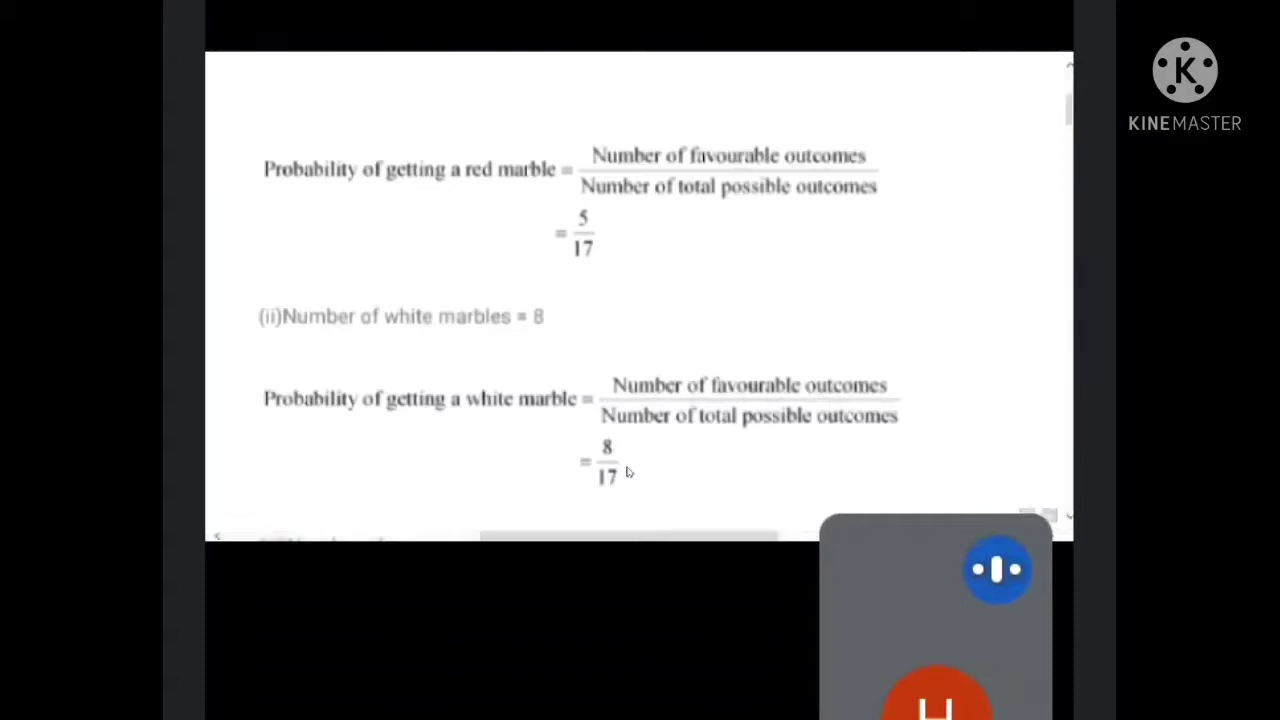 Probability of getting a red marble = Number of favourable outcomes
Number of total possible outcomes
= 5
17
(ii)Number of white marbles = 8
Probability of getting a white marble = Number of favourable outcomes
Number of total possible outcomes
= 8
17
K
KINEMASTER
H